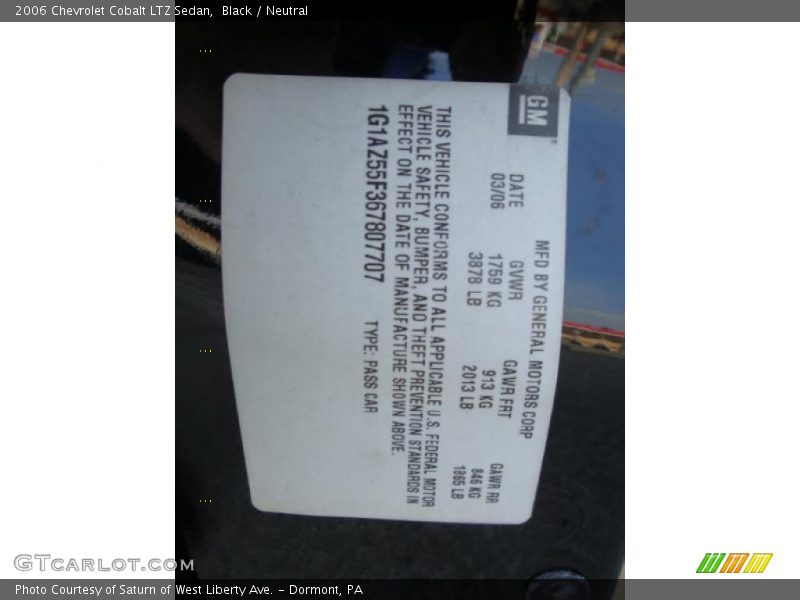 2006 Chevrolet Cobalt LTZ Sedan,  Black / Neutral
GM
MFD BY GENERAL MOTORS CORP
DATE GVWR GAWR FRT GAWR RR
03/06 1759 KG 913 KG 846 KG
3878 LB 2013 LB 1865 LB
THIS VEHICLE CONFORMS TO ALL APPLICABLE U.S. FEDERAL MOTOR
VEHICLE SAFETY, BUMPER, AND THEFT PREVENTION STANDARDS IN
EFFECT ON THE DATE OF MANUFACTURE SHOWN ABOVE.
1G1AZ55F367807707 TYPE: PASS CAR
GTCARLOT.COM
Photo Courtesy of Saturn of West Liberty Ave. - Dormont, PA